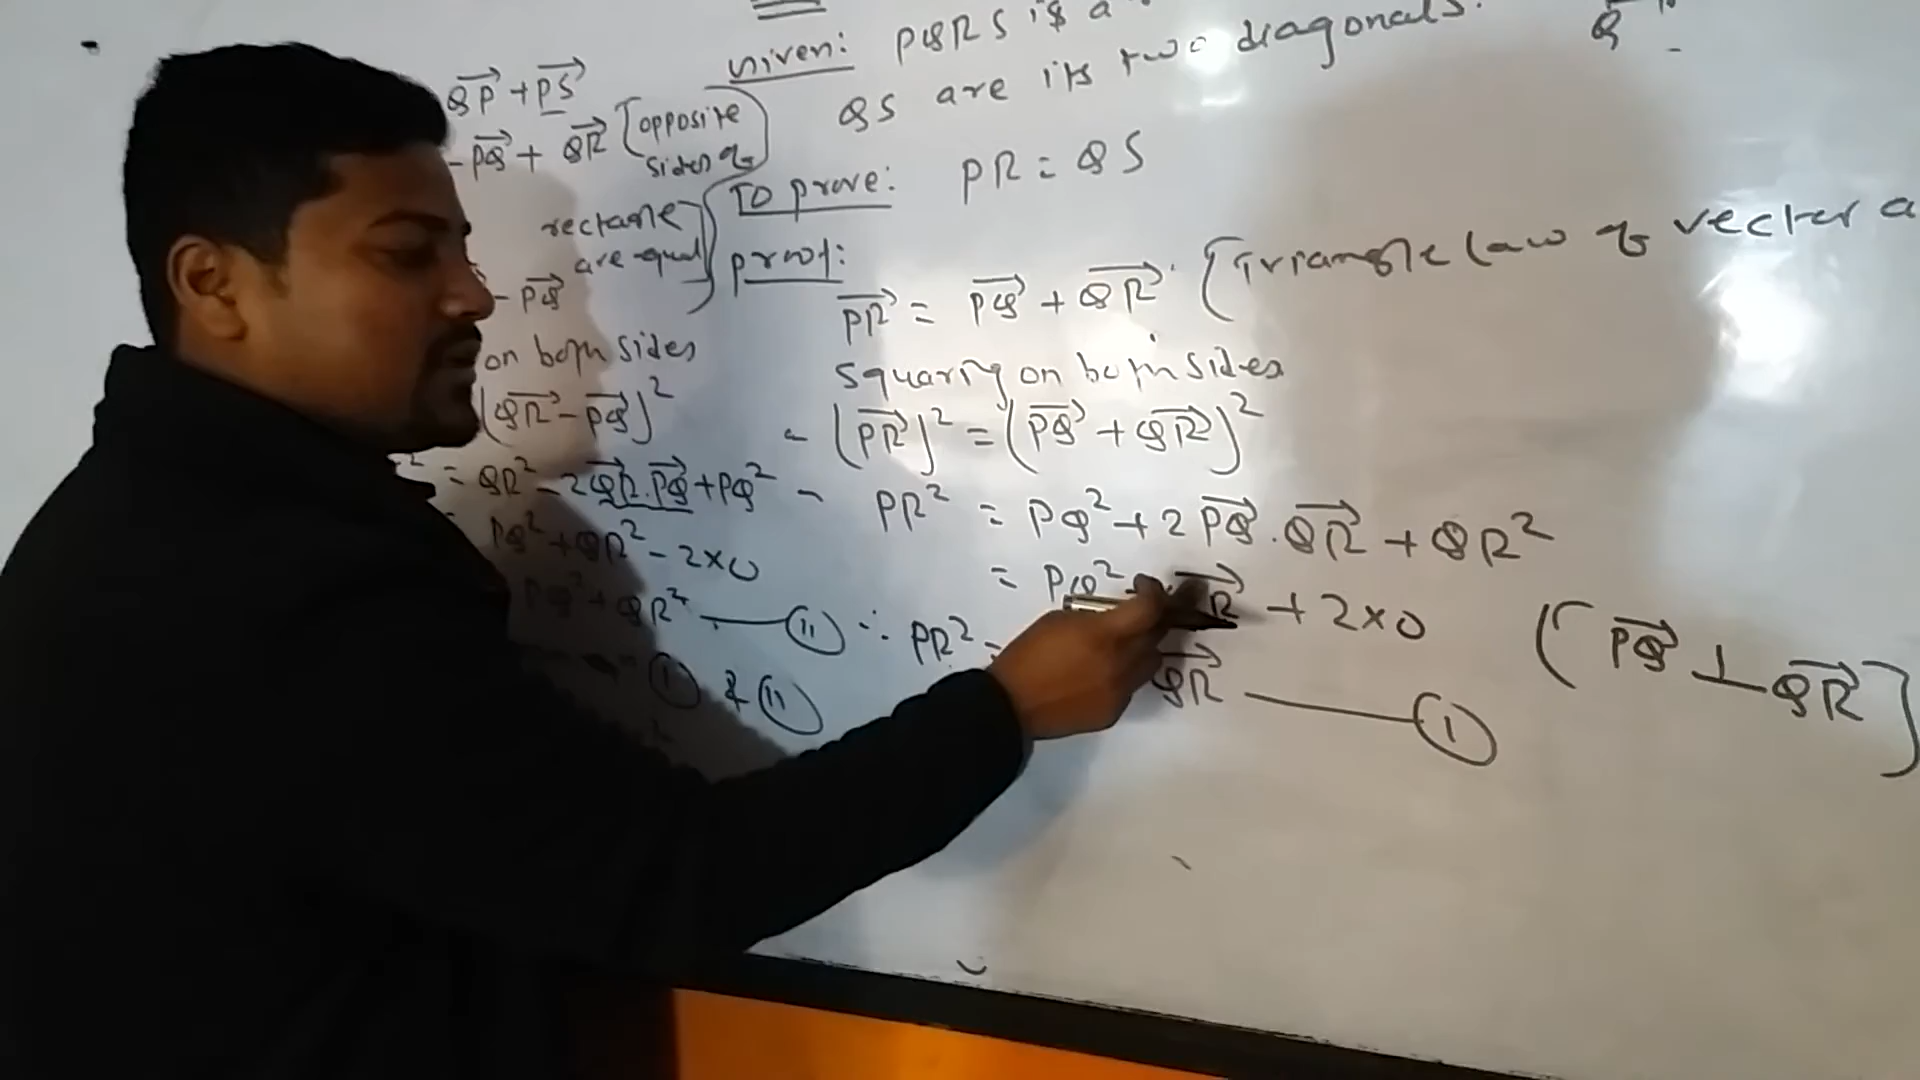 Given: PQRS is a
QS are its two diagonals.
To prove: PR = QS
proof:
PR→ = PQ→ + QR→ [Triangle law of vector a
squaring on both sides
(PR→)² = (PQ→ + QR→)²
PR² = PQ² + 2PQ→.QR→ + QR²
= PQ² R→ + 2×0 (PQ→ ⊥ QR→]
∴ PR² = QR→ — (i)
QP→ + PS→
-PQ→ + QR→ [opposite
sides of
rectangle
are equal]
- PQ→
on both sides
(QR→ - PQ→)²
² = QR² - 2QR→.PQ→ + PQ²
= PQ² + QR² - 2×0
PQ² + QR² — (ii)
(i) & (ii)